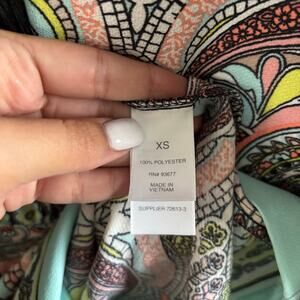 XS
100% POLYESTER
RN# 93677
MADE IN
VIETNAM
SUPPLIER 72613-3